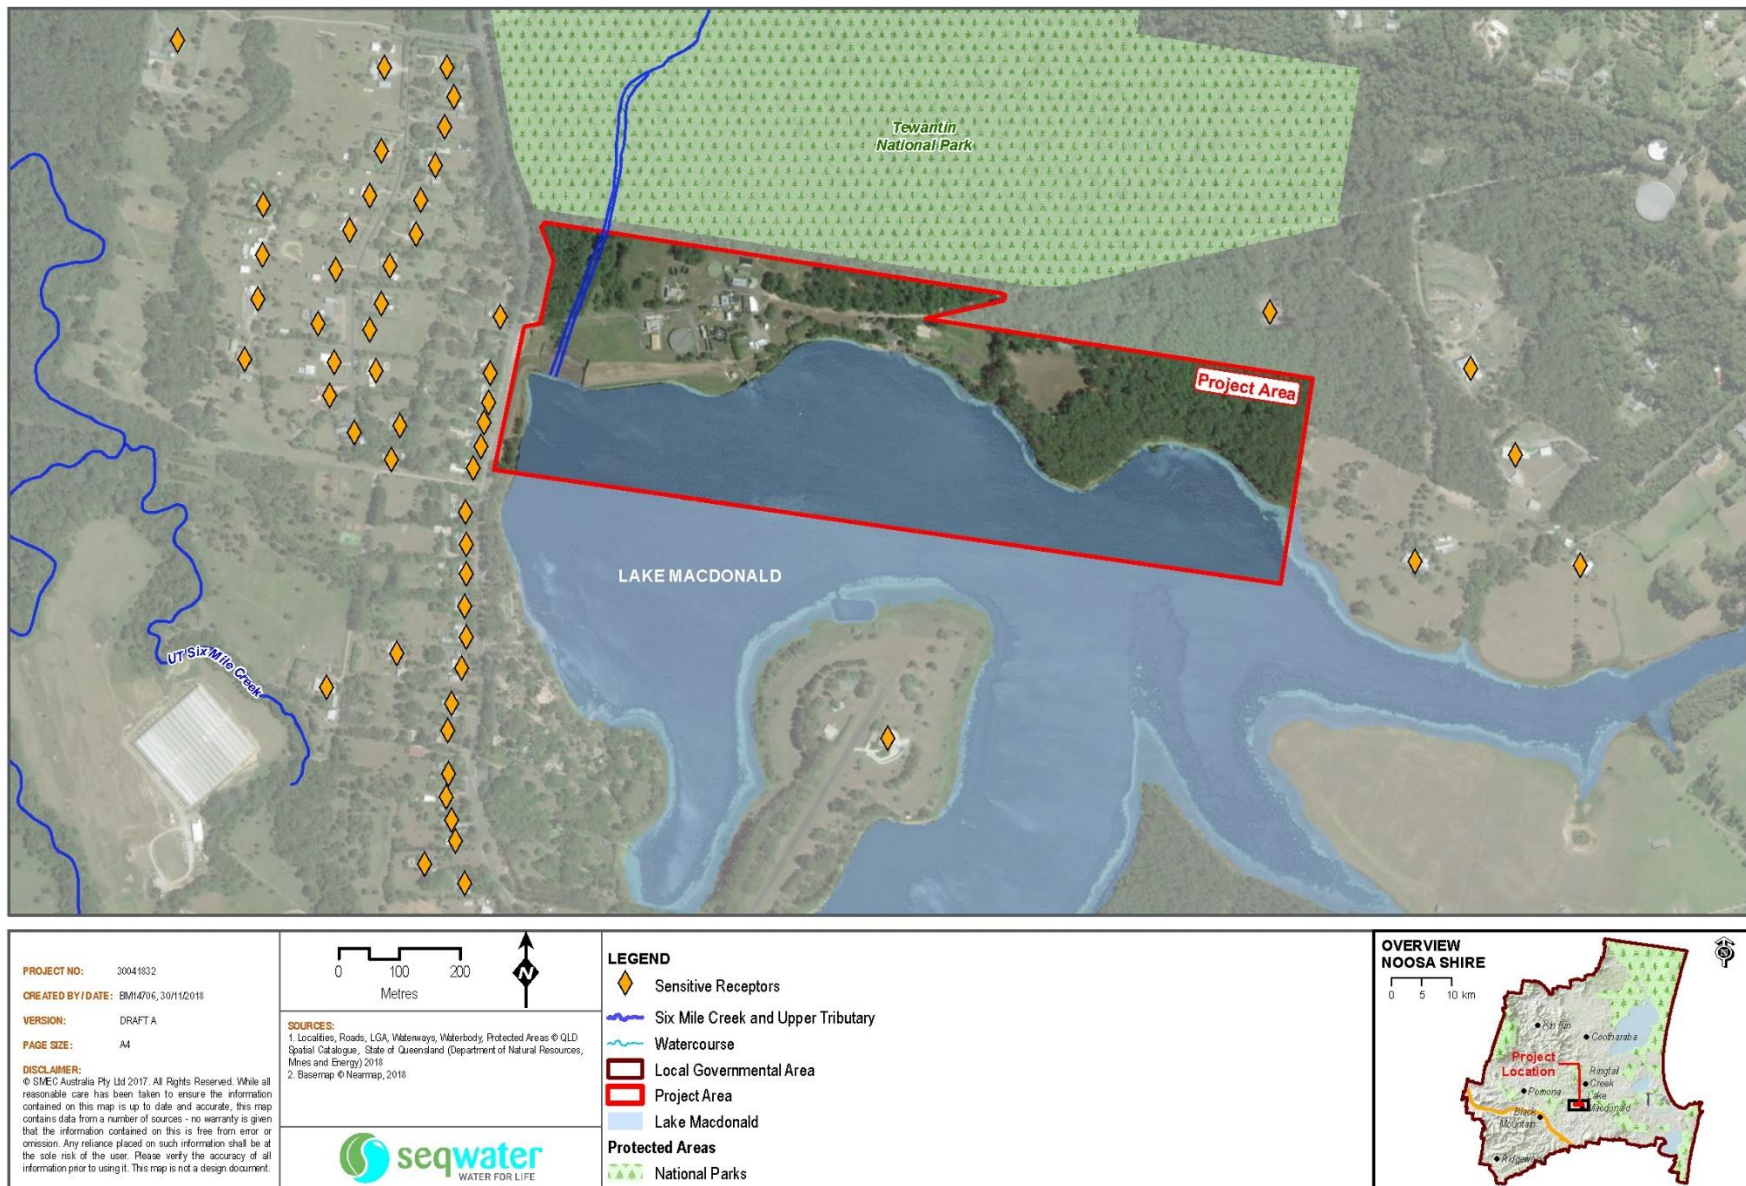 Tewantin
National Park
Project Area
LAKE MACDONALD
UT Six Mile Creek
PROJECT NO: 30041832
CREATED BY / DATE: BM14706, 30/11/2018
VERSION: DRAFT A
PAGE SIZE: A4
DISCLAIMER:
© SMEC Australia Pty Ltd 2017. All Rights Reserved. While all
reasonable care has been taken to ensure the information
contained on this map is up to date and accurate, this map
contains data from a number of sources - no warranty is given
that the information contained on this is free from error or
omission. Any reliance placed on such information shall be at
the sole risk of the user. Please verify the accuracy of all
information prior to using it. This map is not a design document.
0 100 200
Metres
N
SOURCES:
1. Localities, Roads, LGA, Waterways, Waterbody, Protected Areas © QLD
Spatial Catalogue, State of Queensland (Department of Natural Resources,
Mines and Energy) 2018
2. Basemap © Nearmap, 2018
seqwater
WATER FOR LIFE
LEGEND
Sensitive Receptors
Six Mile Creek and Upper Tributary
Watercourse
Local Governmental Area
Project Area
Lake Macdonald
Protected Areas
National Parks
OVERVIEW
NOOSA SHIRE
N
0 5 10 km
Kin Kin
Cootharaba
Project
Location
Ringtail
Creek
Pomona
Lake
Macdonald
Black
Mountain